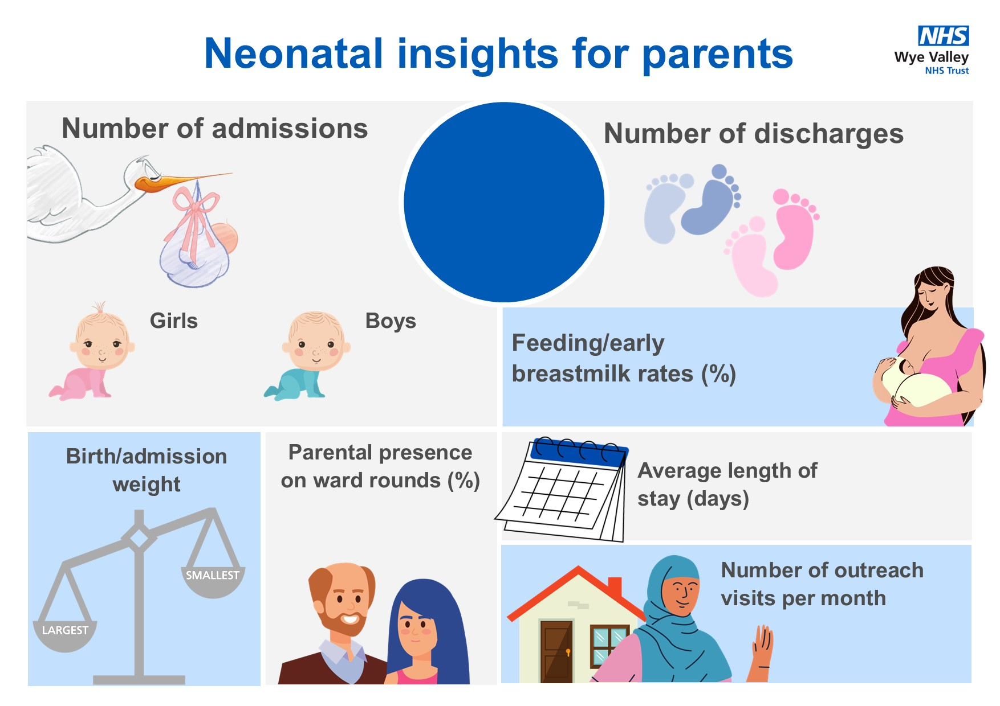 Neonatal insights for parents
NHS
Wye Valley
NHS Trust
Number of admissions
Number of discharges
Girls
Boys
Feeding/early
breastmilk rates (%)
Birth/admission
weight
SMALLEST
LARGEST
Parental presence
on ward rounds (%)
Average length of
stay (days)
Number of outreach
visits per month